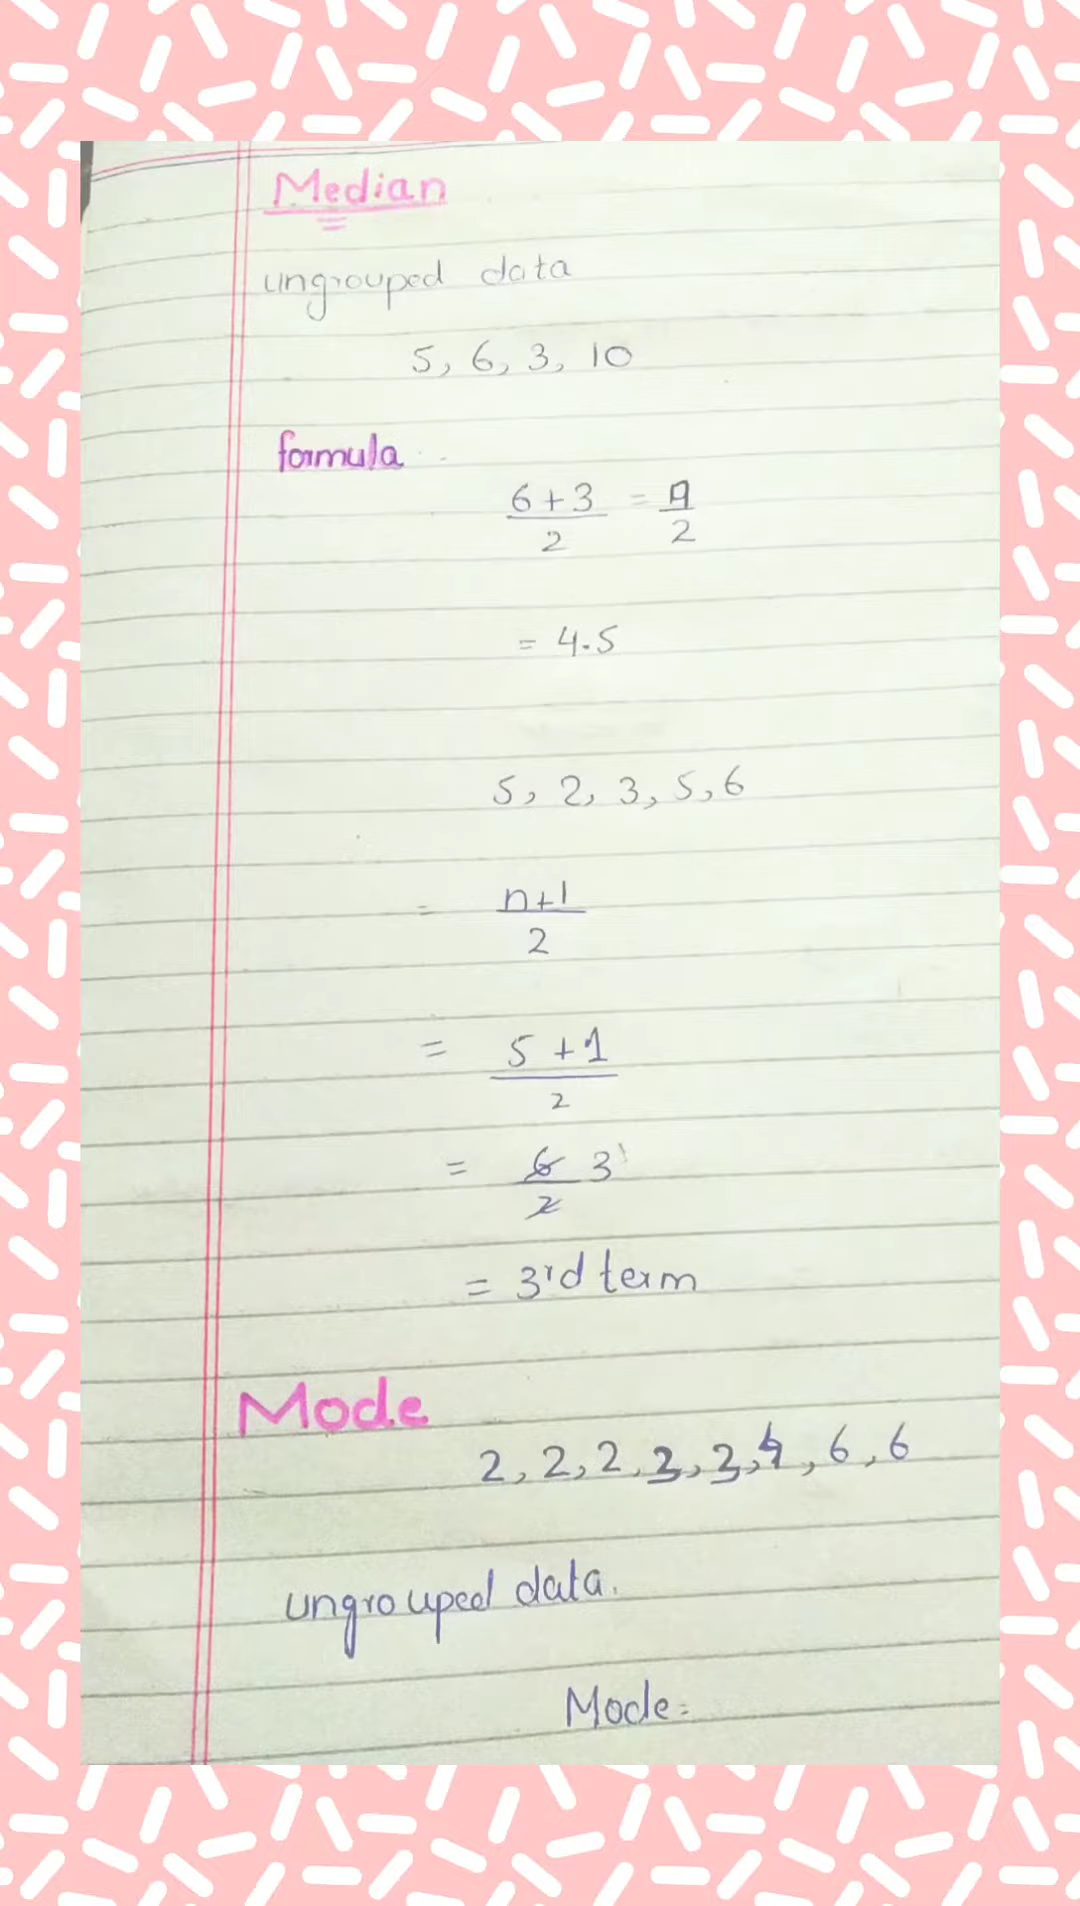 Median
ungrouped data
5, 6, 3, 10
formula
6 + 3 / 2 = 9 / 2
= 4.5
5, 2, 3, 5, 6
= n+1 / 2
= 5 + 1 / 2
= 6 3 / 2
= 3rd term
Mode
2, 2, 2, 3, 3, 4, 6, 6
ungrouped data.
Mode=